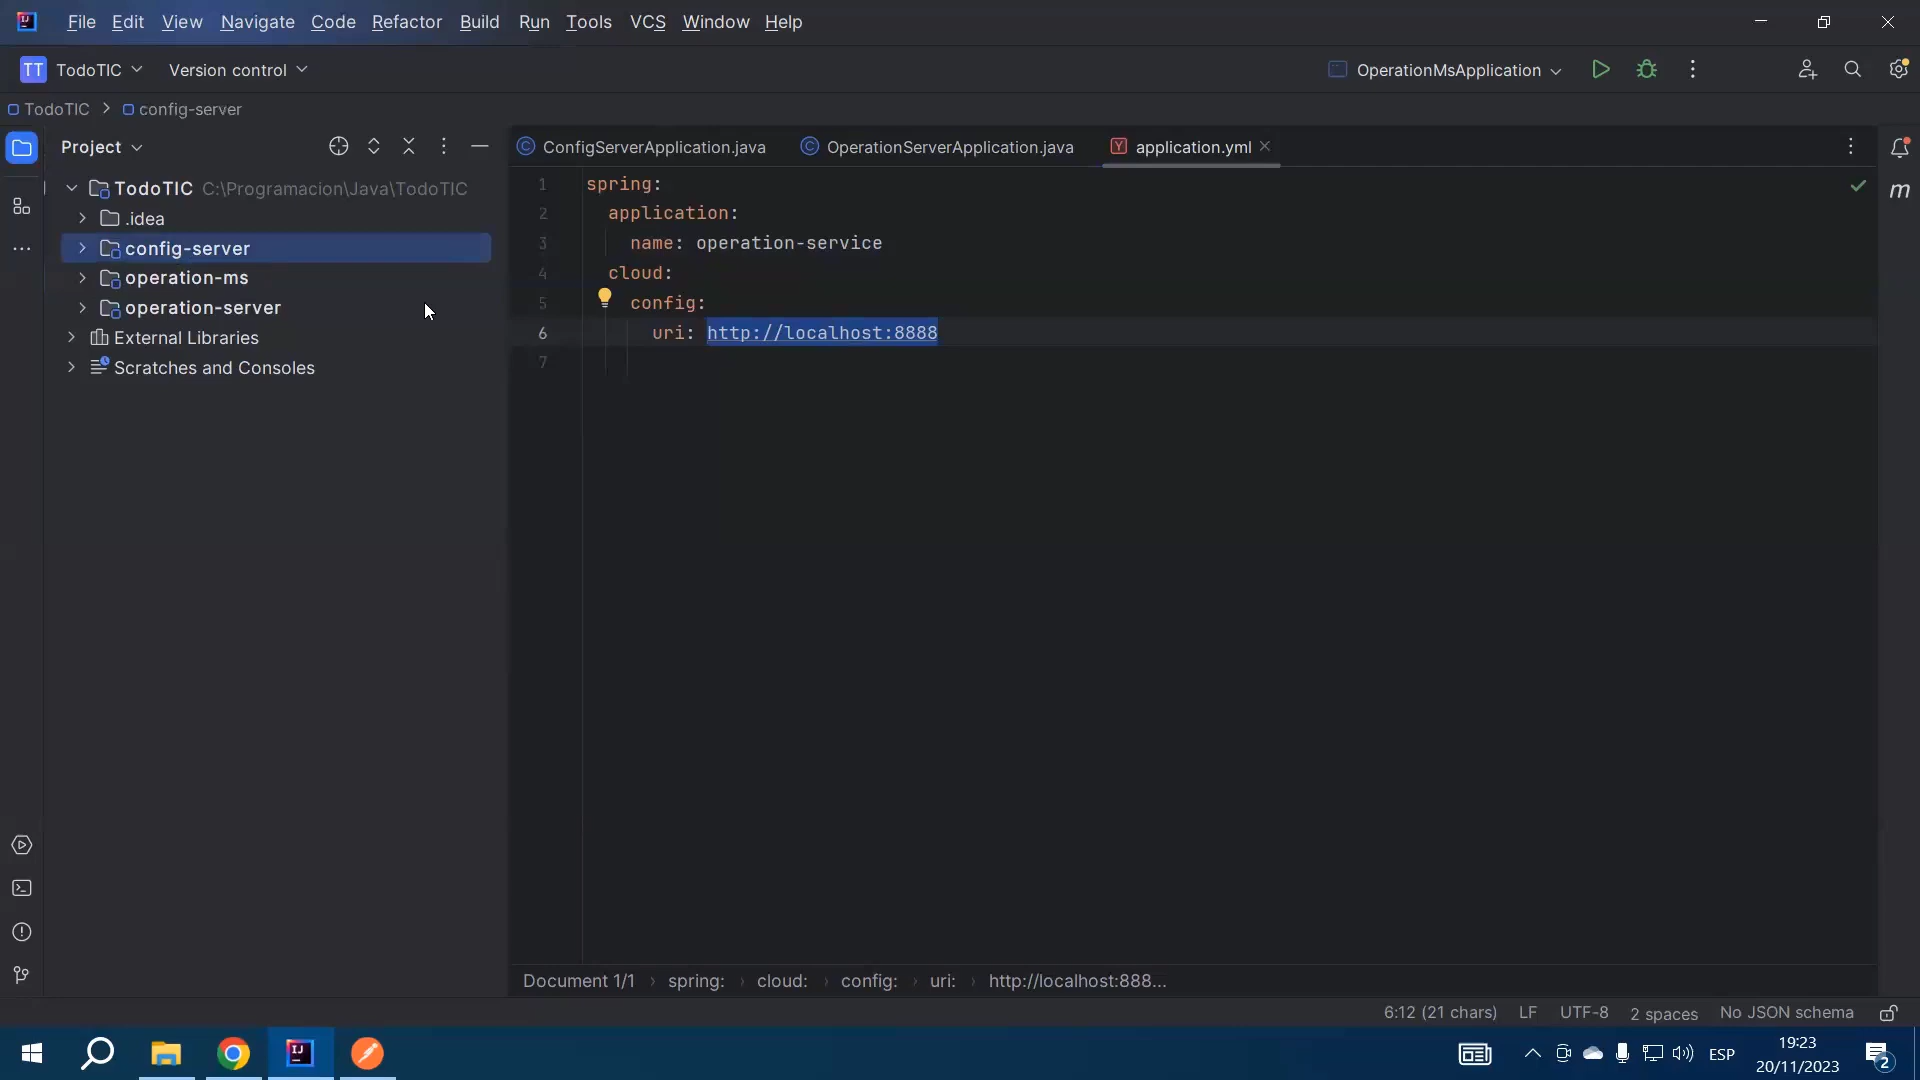 File Edit View Navigate Code Refactor Build Run Tools VCS Window Help
TT TodoTIC Version control OperationMsApplication
TodoTIC config-server
Project
ConfigServerApplication.java OperationServerApplication.java application.yml
TodoTIC C:\Programacion\Java\TodoTIC
.idea
config-server
operation-ms
operation-server
External Libraries
Scratches and Consoles
1 spring:
2 application:
3 name: operation-service
4 cloud:
5 config:
6 uri: http://localhost:8888
7
Document 1/1 spring: cloud: config: uri: http://localhost:888...
6:12 (21 chars) LF UTF-8 2 spaces No JSON schema
ESP 19:23
20/11/2023 2